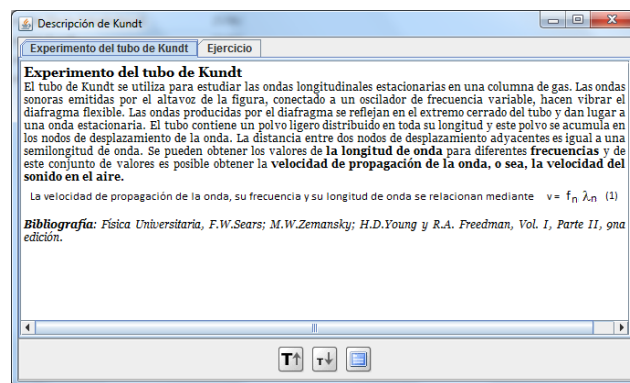 Descripción de Kundt
Experimento del tubo de Kundt Ejercicio
Experimento del tubo de Kundt
El tubo de Kundt se utiliza para estudiar las ondas longitudinales estacionarias en una columna de gas. Las ondas
sonoras emitidas por el altavoz de la figura, conectado a un oscilador de frecuencia variable, hacen vibrar el
diafragma flexible. Las ondas producidas por el diafragma se reflejan en el extremo cerrado del tubo y dan lugar a
una onda estacionaria. El tubo contiene un polvo ligero distribuido en toda su longitud y este polvo se acumula en
los nodos de desplazamiento de la onda. La distancia entre dos nodos de desplazamiento adyacentes es igual a una
semilongitud de onda. Se pueden obtener los valores de la longitud de onda para diferentes frecuencias y de
este conjunto de valores es posible obtener la velocidad de propagación de la onda, o sea, la velocidad del
sonido en el aire.
La velocidad de propagación de la onda, su frecuencia y su longitud de onda se relacionan mediante v = fn λn (1)
Bibliografía: Física Universitaria, F.W.Sears; M.W.Zemansky; H.D.Young y R.A. Freedman, Vol. I, Parte II, 9na
edición.
T↑ T↓